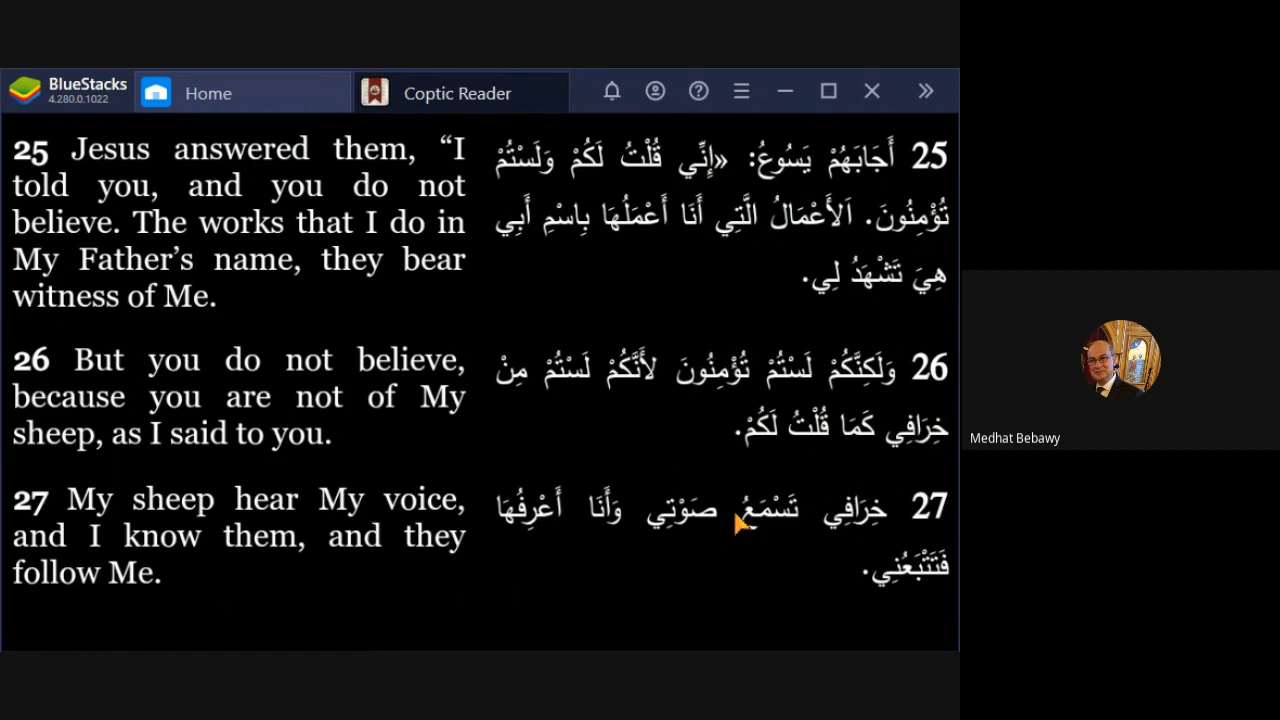 BlueStacks
4.280.0.1022
Home
Coptic Reader
25 Jesus answered them, “I
told you, and you do not
believe. The works that I do in
My Father’s name, they bear
witness of Me.
26 But you do not believe,
because you are not of My
sheep, as I said to you.
27 My sheep hear My voice,
and I know them, and they
follow Me.
25 أَجَابَهُمْ يَسُوعُ: «إِنِّي قُلْتُ لَكُمْ وَلَسْتُمْ
تُؤْمِنُونَ. اَلأَعْمَالُ الَّتِي أَنَا أَعْمَلُهَا بِاسْمِ أَبِي
هِيَ تَشْهَدُ لِي.
26 وَلَكِنَّكُمْ لَسْتُمْ تُؤْمِنُونَ لأَنَّكُمْ لَسْتُمْ مِنْ
خِرَافِي كَمَا قُلْتُ لَكُمْ.
27 خِرَافِي تَسْمَعُ صَوْتِي وَأَنَا أَعْرِفُهَا
فَتَتْبَعُنِي.
Medhat Bebawy